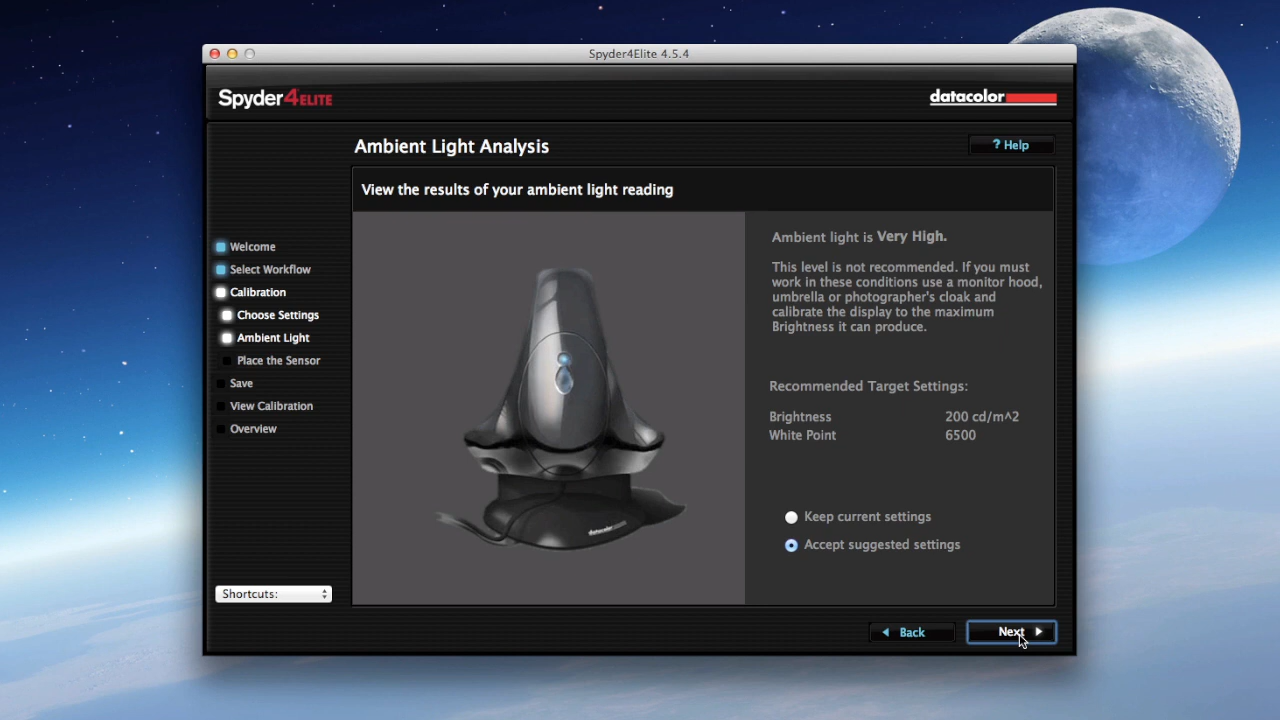 Spyder4Elite 4.5.4
Spyder4ELITE
datacolor
Ambient Light Analysis
? Help
View the results of your ambient light reading
Welcome
Select Workflow
Calibration
Choose Settings
Ambient Light
Place the Sensor
Save
View Calibration
Overview
Shortcuts:
datacolor
Ambient light is Very High.
This level is not recommended. If you must
work in these conditions use a monitor hood,
umbrella or photographer's cloak and
calibrate the display to the maximum
Brightness it can produce.
Recommended Target Settings:
Brightness 200 cd/m^2
White Point 6500
Keep current settings
Accept suggested settings
Back
Next